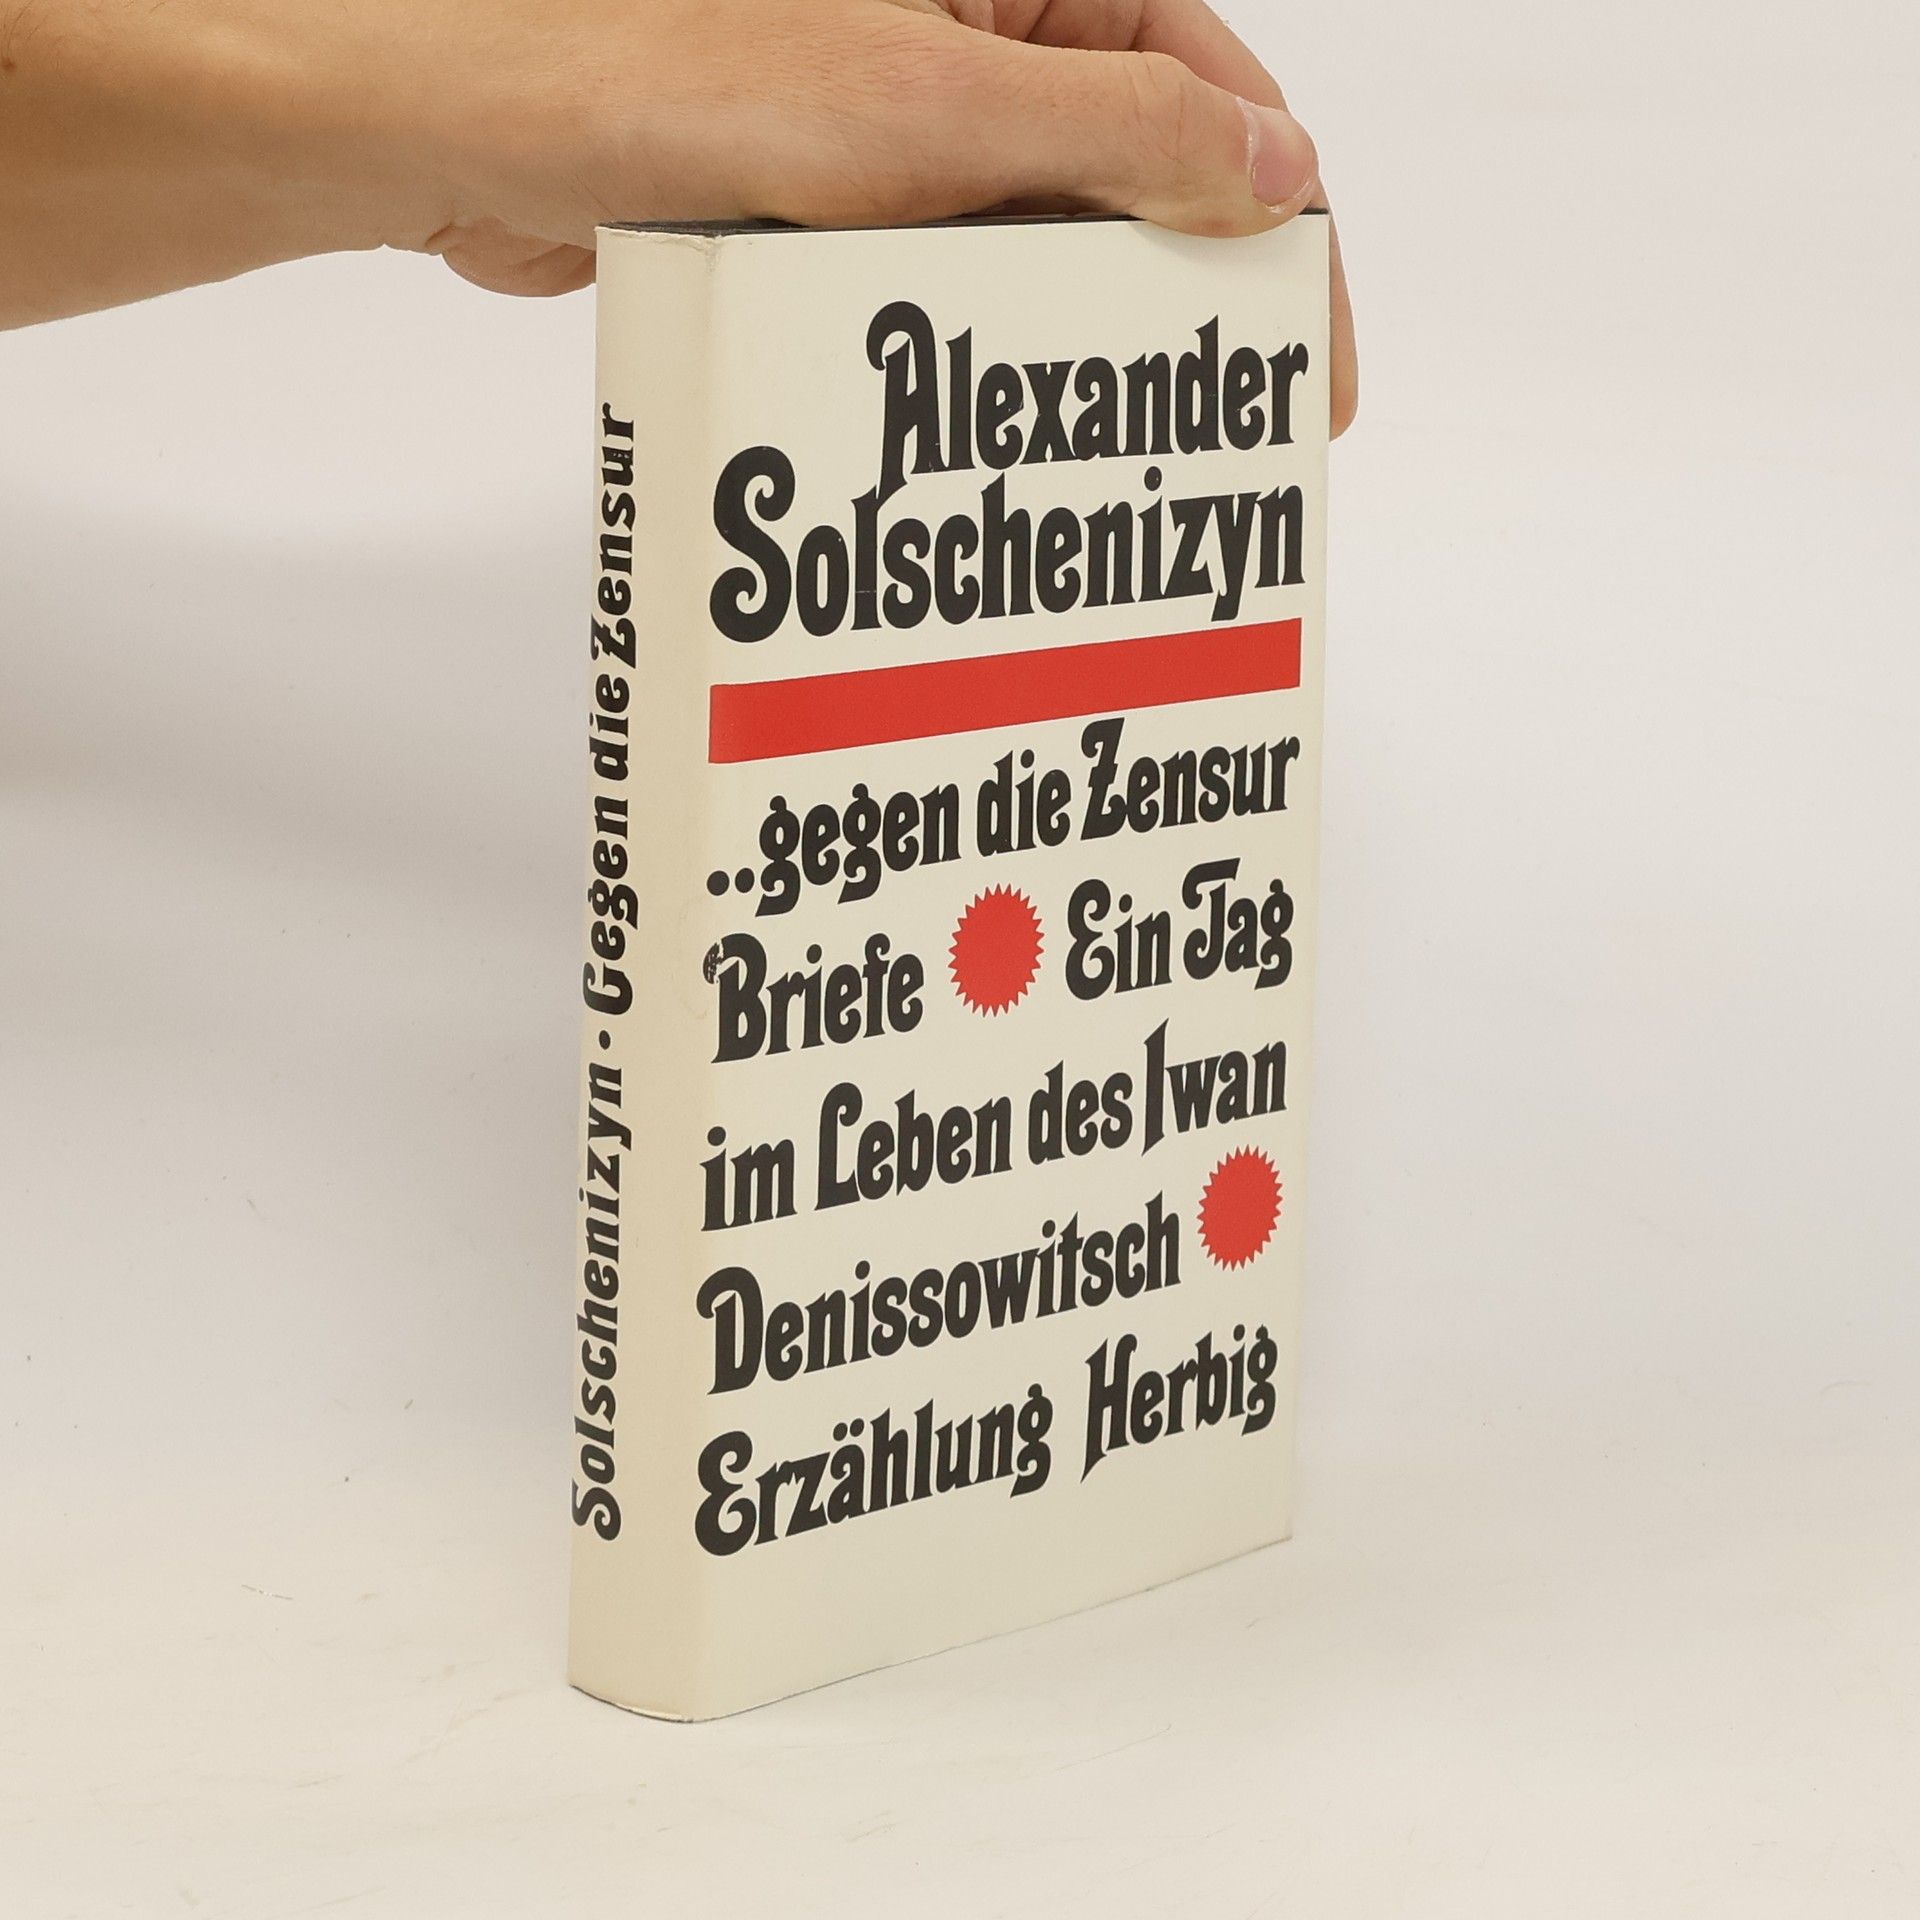 Alexander
Solschenizyn
..gegen die Zensur
Briefe Ein Tag
im Leben des Iwan
Denissowitsch
Erzählung Herbig
Solschenizyn · Gegen die Zensur